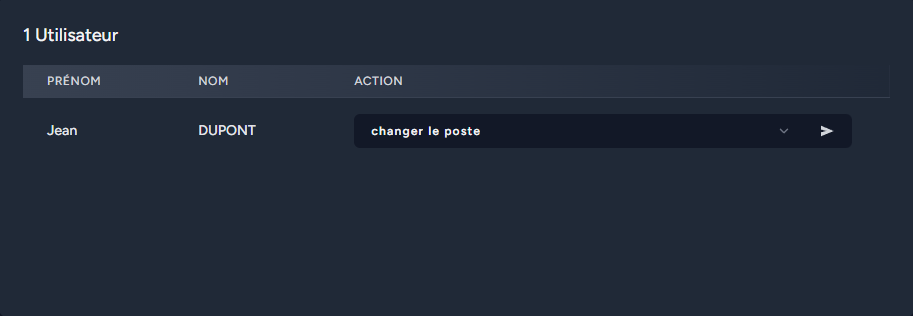 1 Utilisateur
PRÉNOM NOM ACTION
Jean DUPONT changer le poste